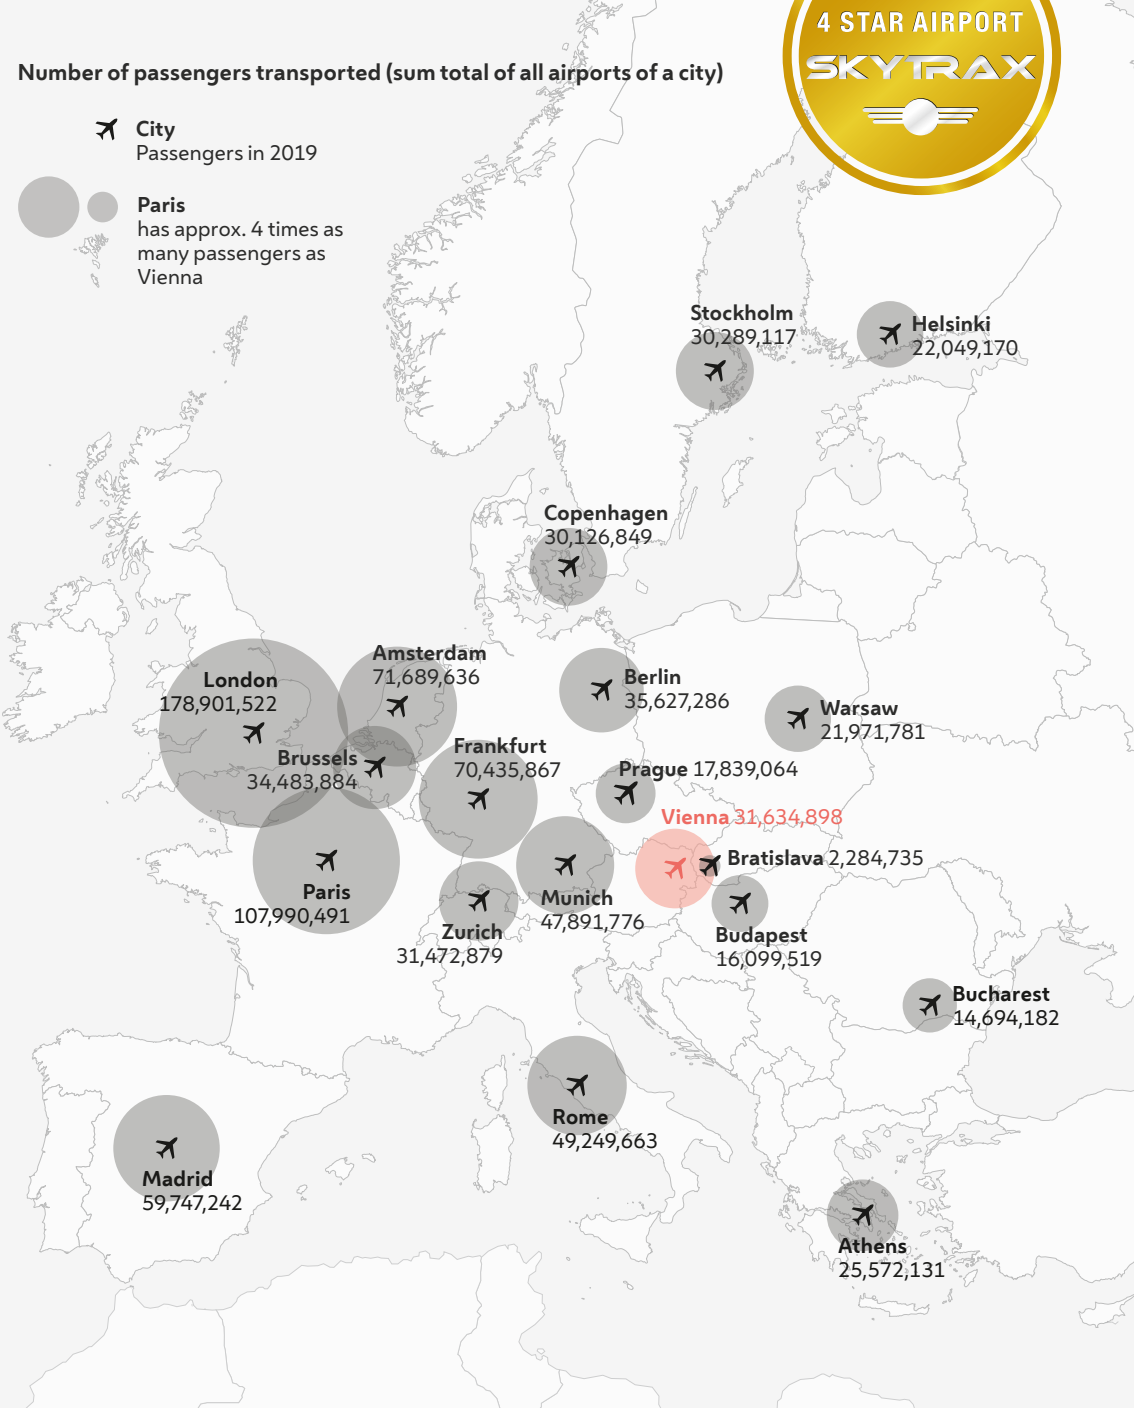 4 STAR AIRPORT
SKYTRAX
Number of passengers transported (sum total of all airports of a city)
City
Passengers in 2019
Paris
has approx. 4 times as
many passengers as
Vienna
Stockholm
30,289,117
Helsinki
22,049,170
Copenhagen
30,126,849
Amsterdam
71,689,636
London
178,901,522
Berlin
35,627,286
Warsaw
21,971,781
Brussels
34,483,884
Frankfurt
70,435,867
Prague 17,839,064
Vienna 31,634,898
Bratislava 2,284,735
Paris
107,990,491
Munich
47,891,776
Zurich
31,472,879
Budapest
16,099,519
Bucharest
14,694,182
Rome
49,249,663
Madrid
59,747,242
Athens
25,572,131